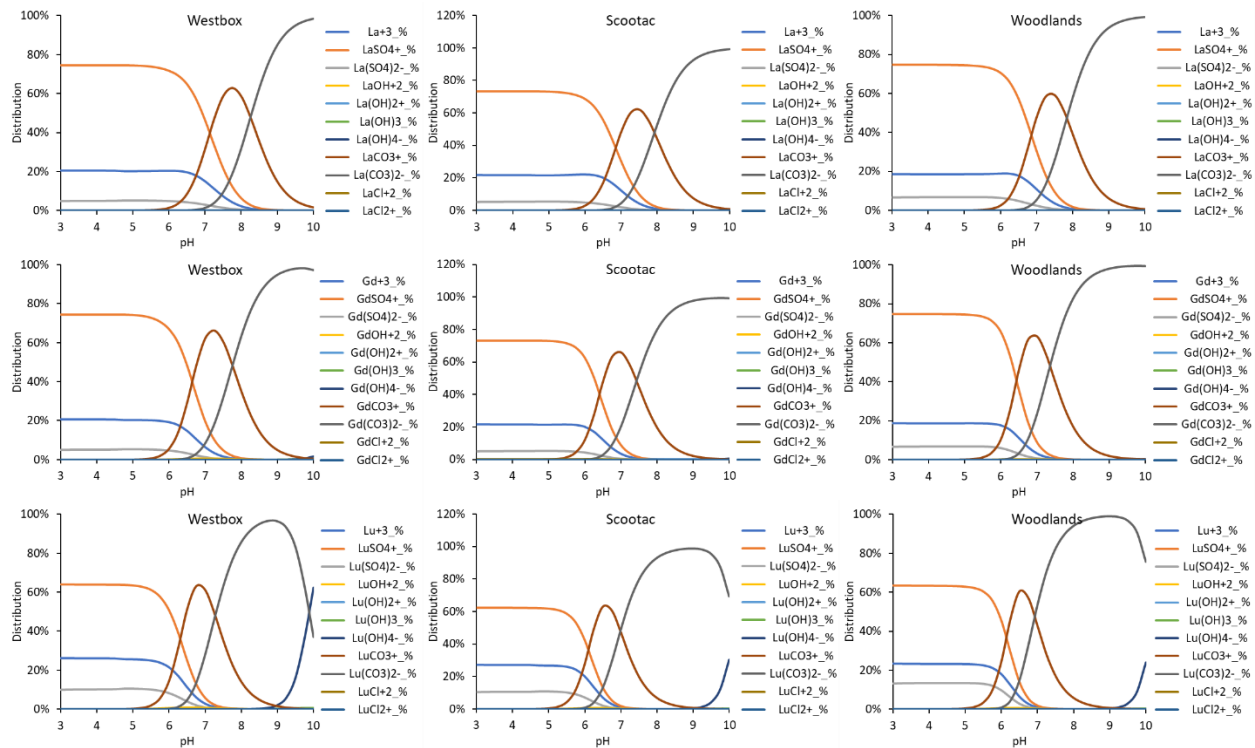 Westbox
100%
80%
60%
40%
20%
0%
Distribution
3 4 5 6 7 8 9 10
pH
La+3_%
LaSO4+_%
La(SO4)2-_%
LaOH+2_%
La(OH)2+_%
La(OH)3_%
La(OH)4-_%
LaCO3+_%
La(CO3)2-_%
LaCl+2_%
LaCl2+_%
Scootac
120%
100%
80%
60%
40%
20%
0%
Distribution
3 4 5 6 7 8 9 10
pH
La+3_%
LaSO4+_%
La(SO4)2-_%
LaOH+2_%
La(OH)2+_%
La(OH)3_%
La(OH)4-_%
LaCO3+_%
La(CO3)2-_%
LaCl+2_%
LaCl2+_%
Woodlands
100%
80%
60%
40%
20%
0%
Distribution
3 4 5 6 7 8 9 10
pH
La+3_%
LaSO4+_%
La(SO4)2-_%
LaOH+2_%
La(OH)2+_%
La(OH)3_%
La(OH)4-_%
LaCO3+_%
La(CO3)2-_%
LaCl+2_%
LaCl2+_%
Westbox
100%
80%
60%
40%
20%
0%
Distribution
3 4 5 6 7 8 9 10
pH
Gd+3_%
GdSO4+_%
Gd(SO4)2-_%
GdOH+2_%
Gd(OH)2+_%
Gd(OH)3_%
Gd(OH)4-_%
GdCO3+_%
Gd(CO3)2-_%
GdCl+2_%
GdCl2+_%
Scootac
120%
100%
80%
60%
40%
20%
0%
Distribution
3 4 5 6 7 8 9 10
pH
Gd+3_%
GdSO4+_%
Gd(SO4)2-_%
GdOH+2_%
Gd(OH)2+_%
Gd(OH)3_%
Gd(OH)4-_%
GdCO3+_%
Gd(CO3)2-_%
GdCl+2_%
GdCl2+_%
Woodlands
100%
80%
60%
40%
20%
0%
Distribution
3 4 5 6 7 8 9 10
pH
Gd+3_%
GdSO4+_%
Gd(SO4)2-_%
GdOH+2_%
Gd(OH)2+_%
Gd(OH)3_%
Gd(OH)4-_%
GdCO3+_%
Gd(CO3)2-_%
GdCl+2_%
GdCl2+_%
Westbox
100%
80%
60%
40%
20%
0%
Distribution
3 4 5 6 7 8 9 10
pH
Lu+3_%
LuSO4+_%
Lu(SO4)2-_%
LuOH+2_%
Lu(OH)2+_%
Lu(OH)3_%
Lu(OH)4-_%
LuCO3+_%
Lu(CO3)2-_%
LuCl+2_%
LuCl2+_%
Scootac
120%
100%
80%
60%
40%
20%
0%
Distribution
3 4 5 6 7 8 9 10
pH
Lu+3_%
LuSO4+_%
Lu(SO4)2-_%
LuOH+2_%
Lu(OH)2+_%
Lu(OH)3_%
Lu(OH)4-_%
LuCO3+_%
Lu(CO3)2-_%
LuCl+2_%
LuCl2+_%
Woodlands
100%
80%
60%
40%
20%
0%
Distribution
3 4 5 6 7 8 9 10
pH
Lu+3_%
LuSO4+_%
Lu(SO4)2-_%
LuOH+2_%
Lu(OH)2+_%
Lu(OH)3_%
Lu(OH)4-_%
LuCO3+_%
Lu(CO3)2-_%
LuCl+2_%
LuCl2+_%